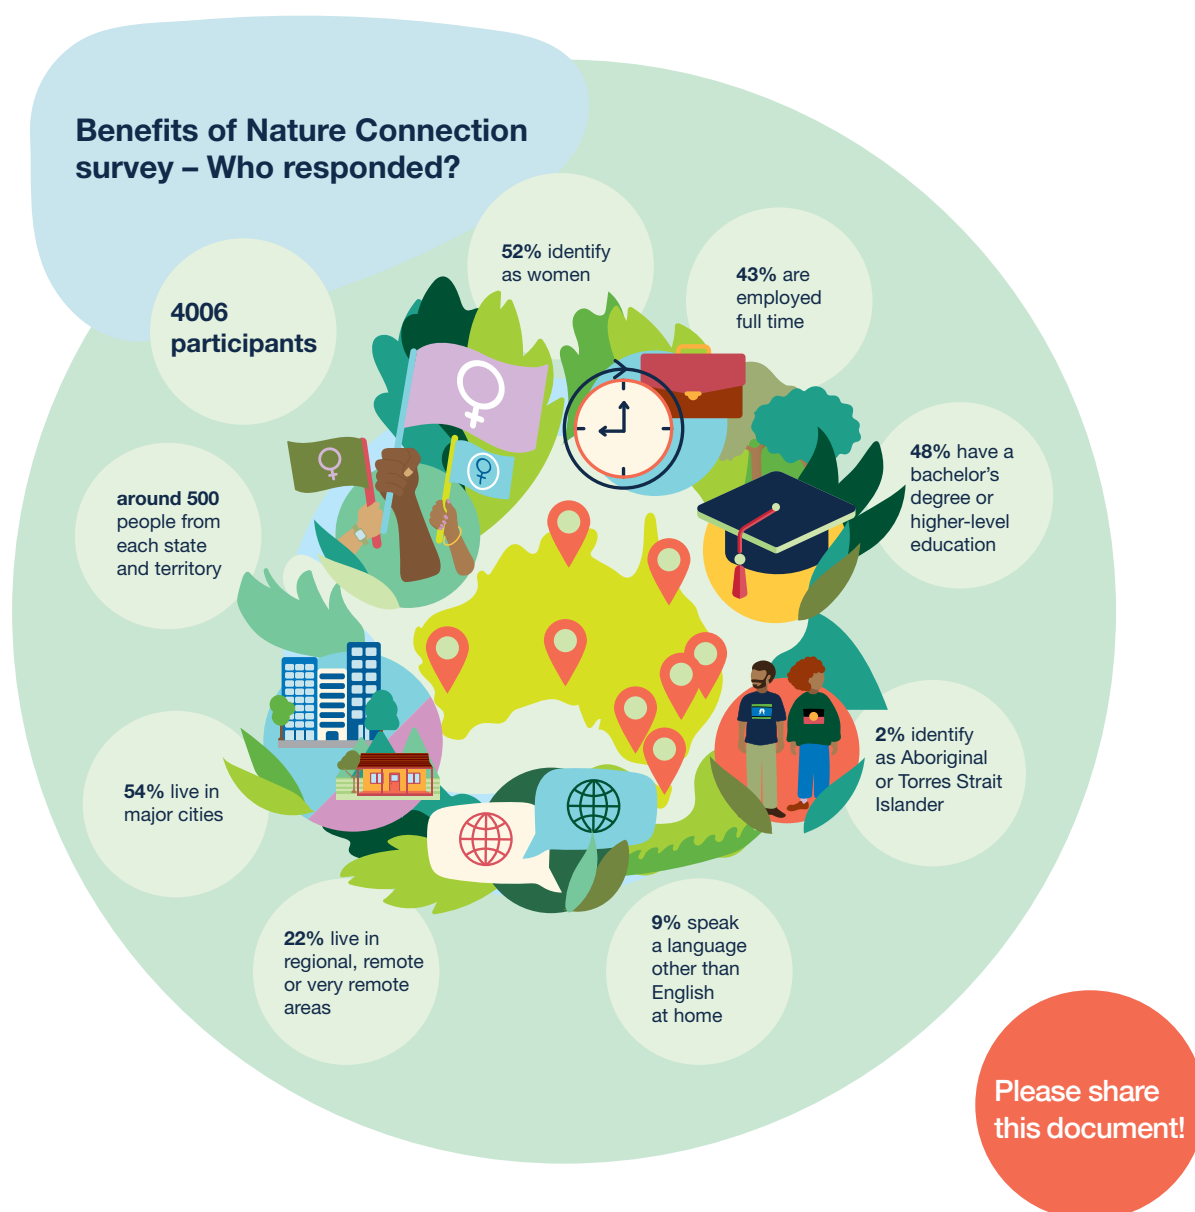 Benefits of Nature Connection
survey – Who responded?
4006
participants
52% identify
as women
43% are
employed
full time
48% have a
bachelor’s
degree or
higher-level
education
2% identify
as Aboriginal
or Torres Strait
Islander
9% speak
a language
other than
English
at home
22% live in
regional, remote
or very remote
areas
54% live in
major cities
around 500
people from
each state
and territory
Please share
this document!